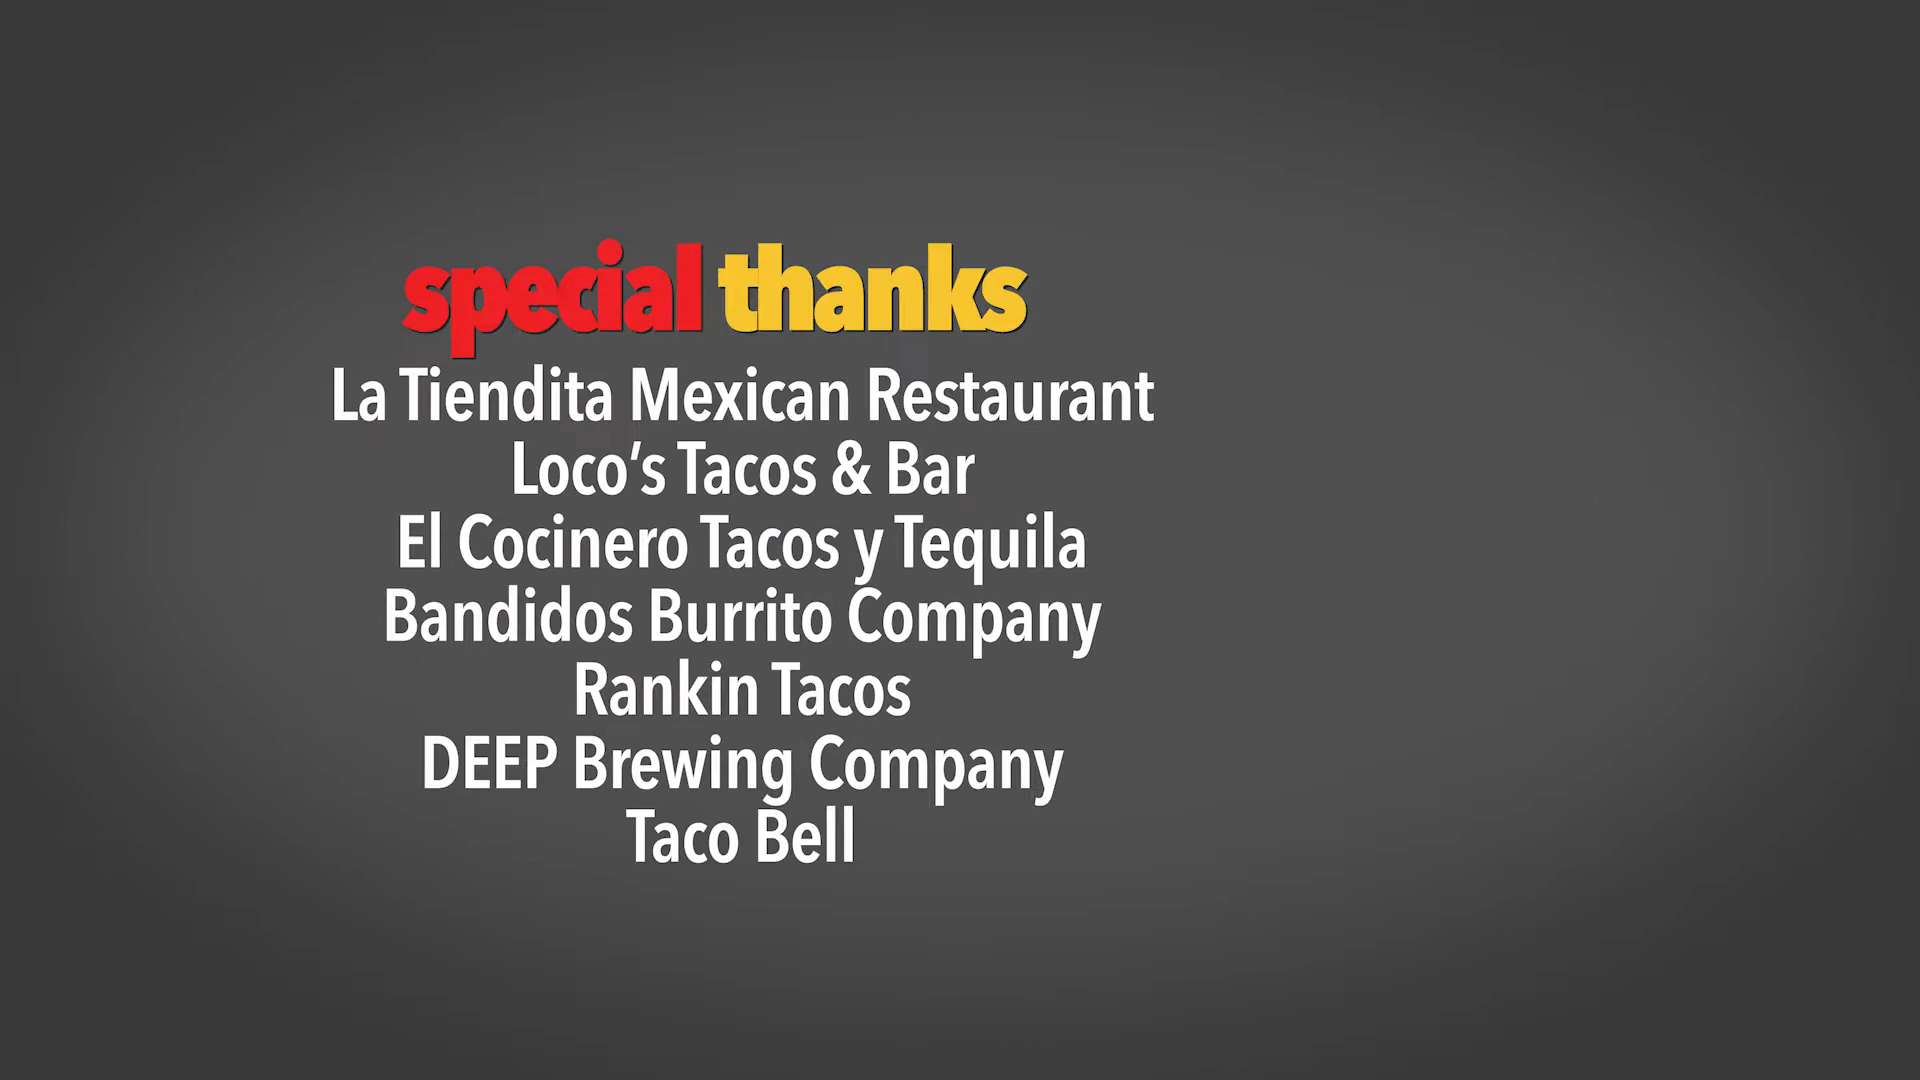 special thanks
La Tiendita Mexican Restaurant
Loco’s Tacos & Bar
El Cocinero Tacos y Tequila
Bandidos Burrito Company
Rankin Tacos
DEEP Brewing Company
Taco Bell